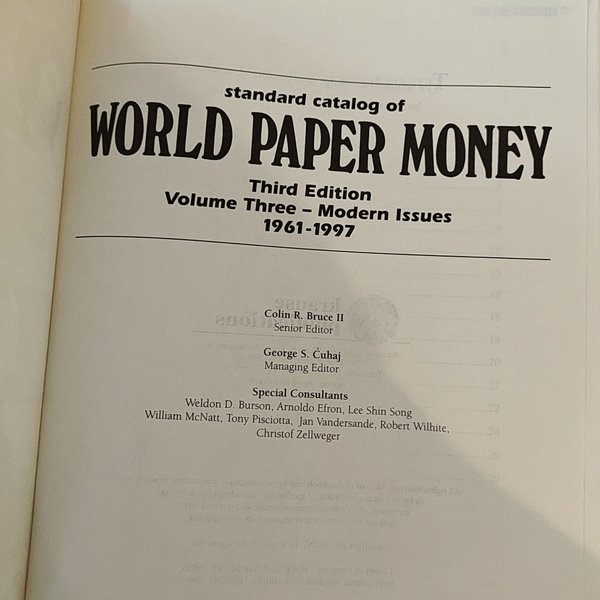 standard catalog of
WORLD PAPER MONEY
Third Edition
Volume Three – Modern Issues
1961-1997
Colin R. Bruce II
Senior Editor
George S. Cuhaj
Managing Editor
Special Consultants
Weldon D. Burson, Arnoldo Efron, Lee Shin Song
William McNatt, Tony Pisciotta, Jan Vandersande, Robert Wilhite,
Christof Zellweger